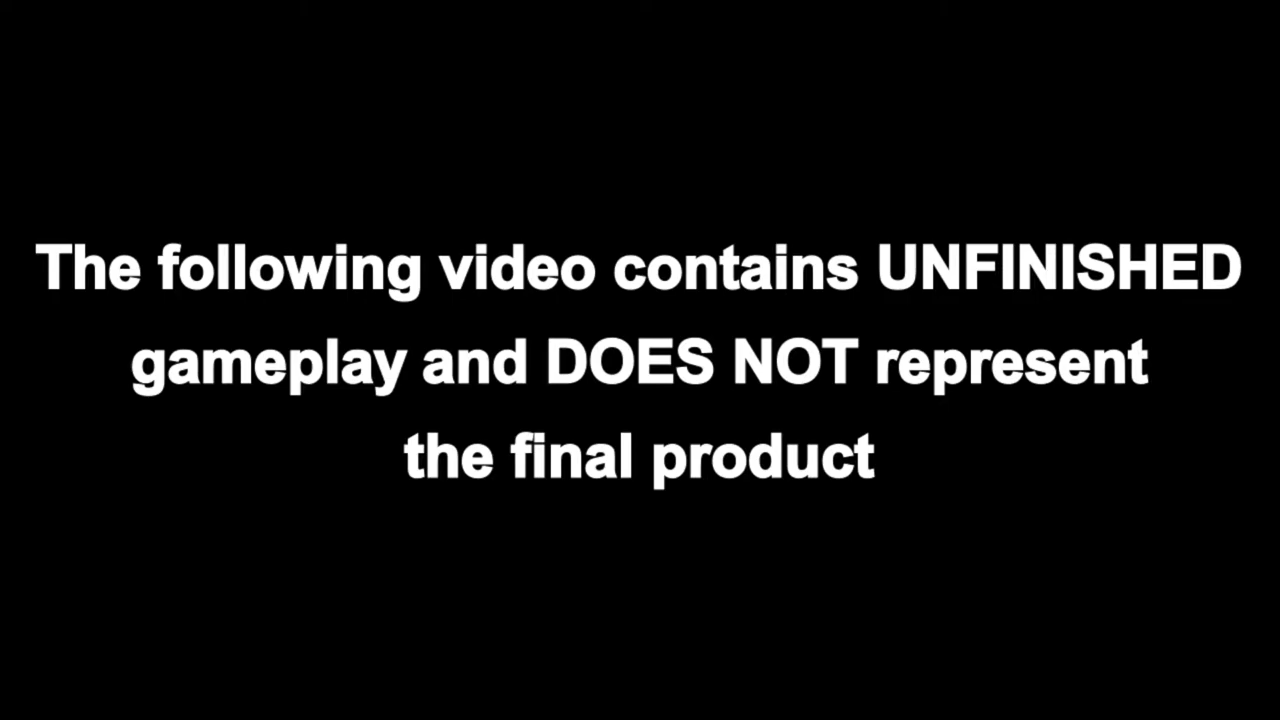 The following video contains UNFINISHED
gameplay and DOES NOT represent
the final product